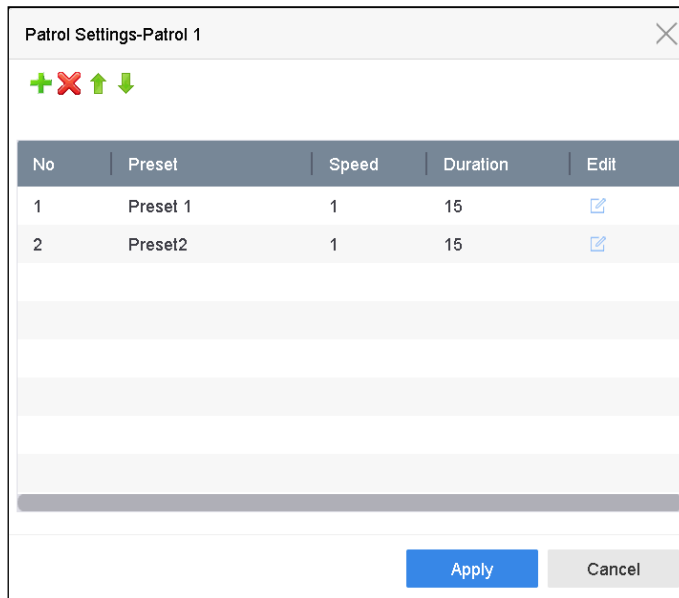 Patrol Settings-Patrol 1
No Preset Speed Duration Edit
1 Preset 1 1 15
2 Preset2 1 15
Apply Cancel